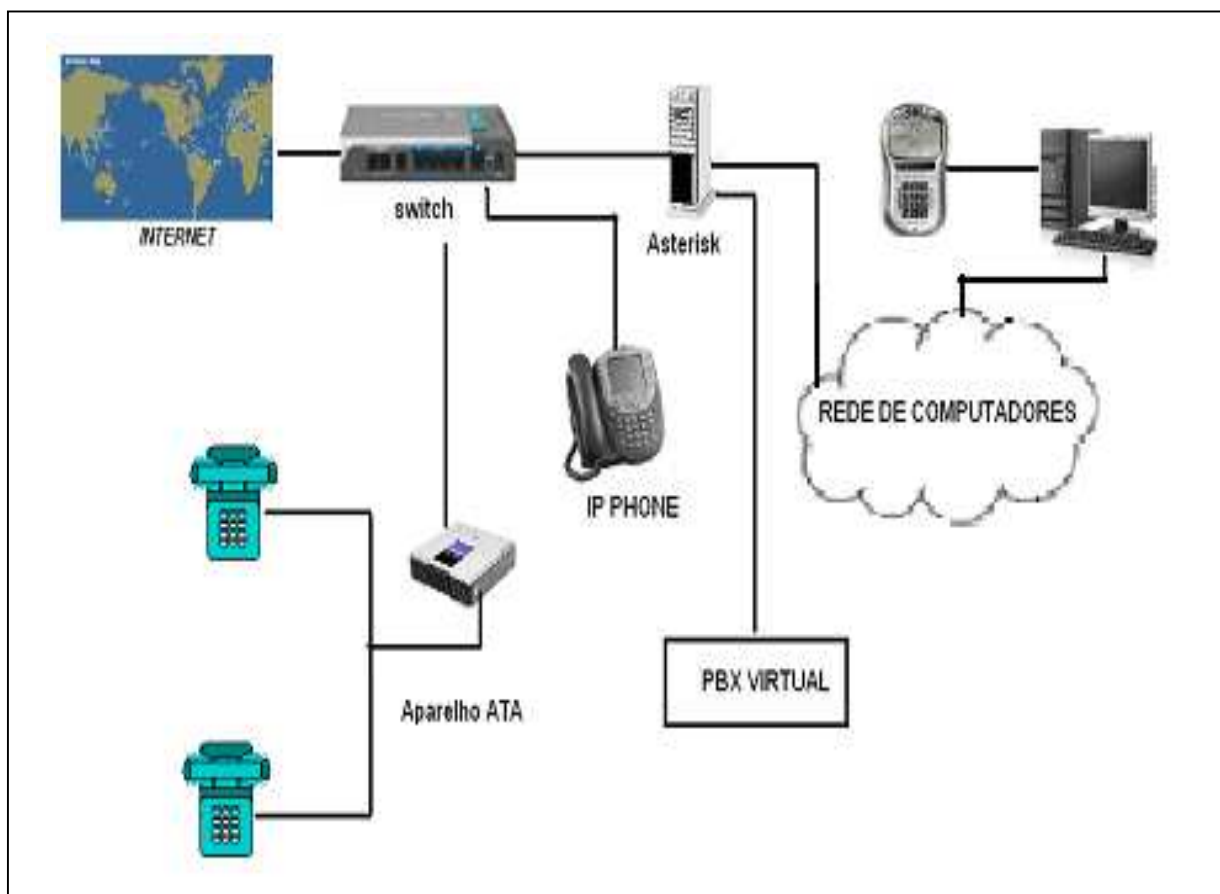 INTERNET
switch
Asterisk
IP PHONE
REDE DE COMPUTADORES
Aparelho ATA
PBX VIRTUAL